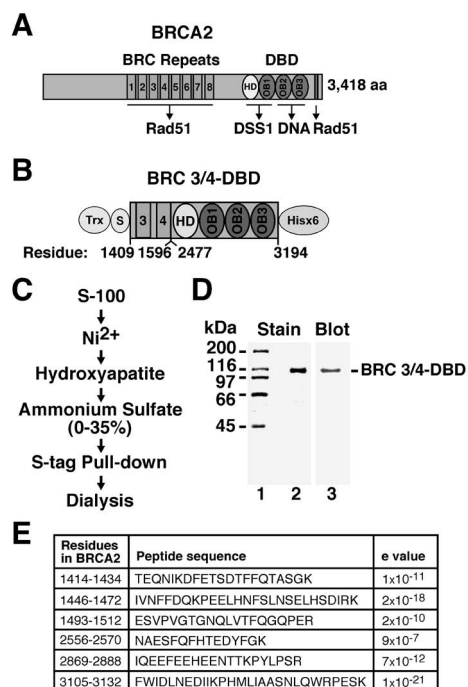 A
BRCA2
BRC Repeats DBD
1 2 3 4 5 6 7 8 HD OB1 OB2 OB3 3,418 aa
Rad51 DSS1 DNA Rad51
B
BRC 3/4-DBD
Trx S 3 4 HD OB1 OB2 OB3 Hisx6
Residue: 1409 1596 2477 3194
C
S-100
Ni2+
Hydroxyapatite
Ammonium Sulfate
(0-35%)
S-tag Pull-down
Dialysis
D
kDa Stain Blot
200
116 BRC 3/4-DBD
97
66
45
1 2 3
E
Residues in BRCA2 Peptide sequence e value
1414-1434 TEQNIKDFETSDTFFQTASGK 1x10-11
1446-1472 IVNFFDQKPEELHNFSLNSELHSDIRK 2x10-18
1493-1512 ESVPVGTGNQLVTFQGQPER 2x10-10
2556-2570 NAESFQFHTEDYFGK 9x10-7
2869-2888 IQEEFEEHEENTTKPYLPSR 7x10-12
3105-3132 FWIDLNEDIIKPHMLIAASNLQWRPESK 1x10-21